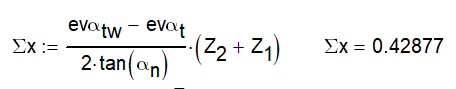 Σx := (evα_tw − evα_t) / (2·tan(α_n)) · (Z_2 + Z_1) Σx = 0.42877